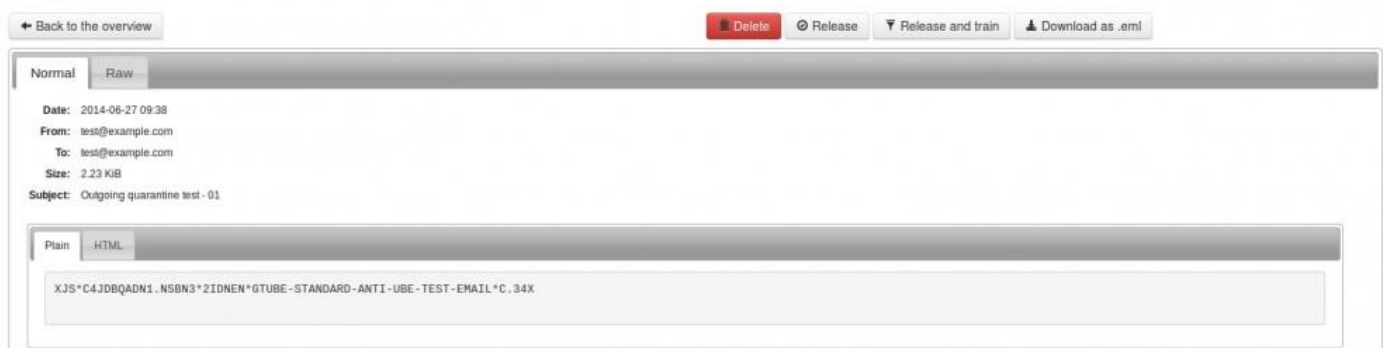 Back to the overview
Delete
Release
Release and train
Download as .eml
Normal
Raw
Date: 2014-06-27 09:38
From: test@example.com
To: test@example.com
Size: 2.23 KiB
Subject: Outgoing quarantine test - 01
Plain
HTML
XJS*C4JDBQADN1.NSBN3*2IDNEN*GTUBE-STANDARD-ANTI-UBE-TEST-EMAIL*C.34X